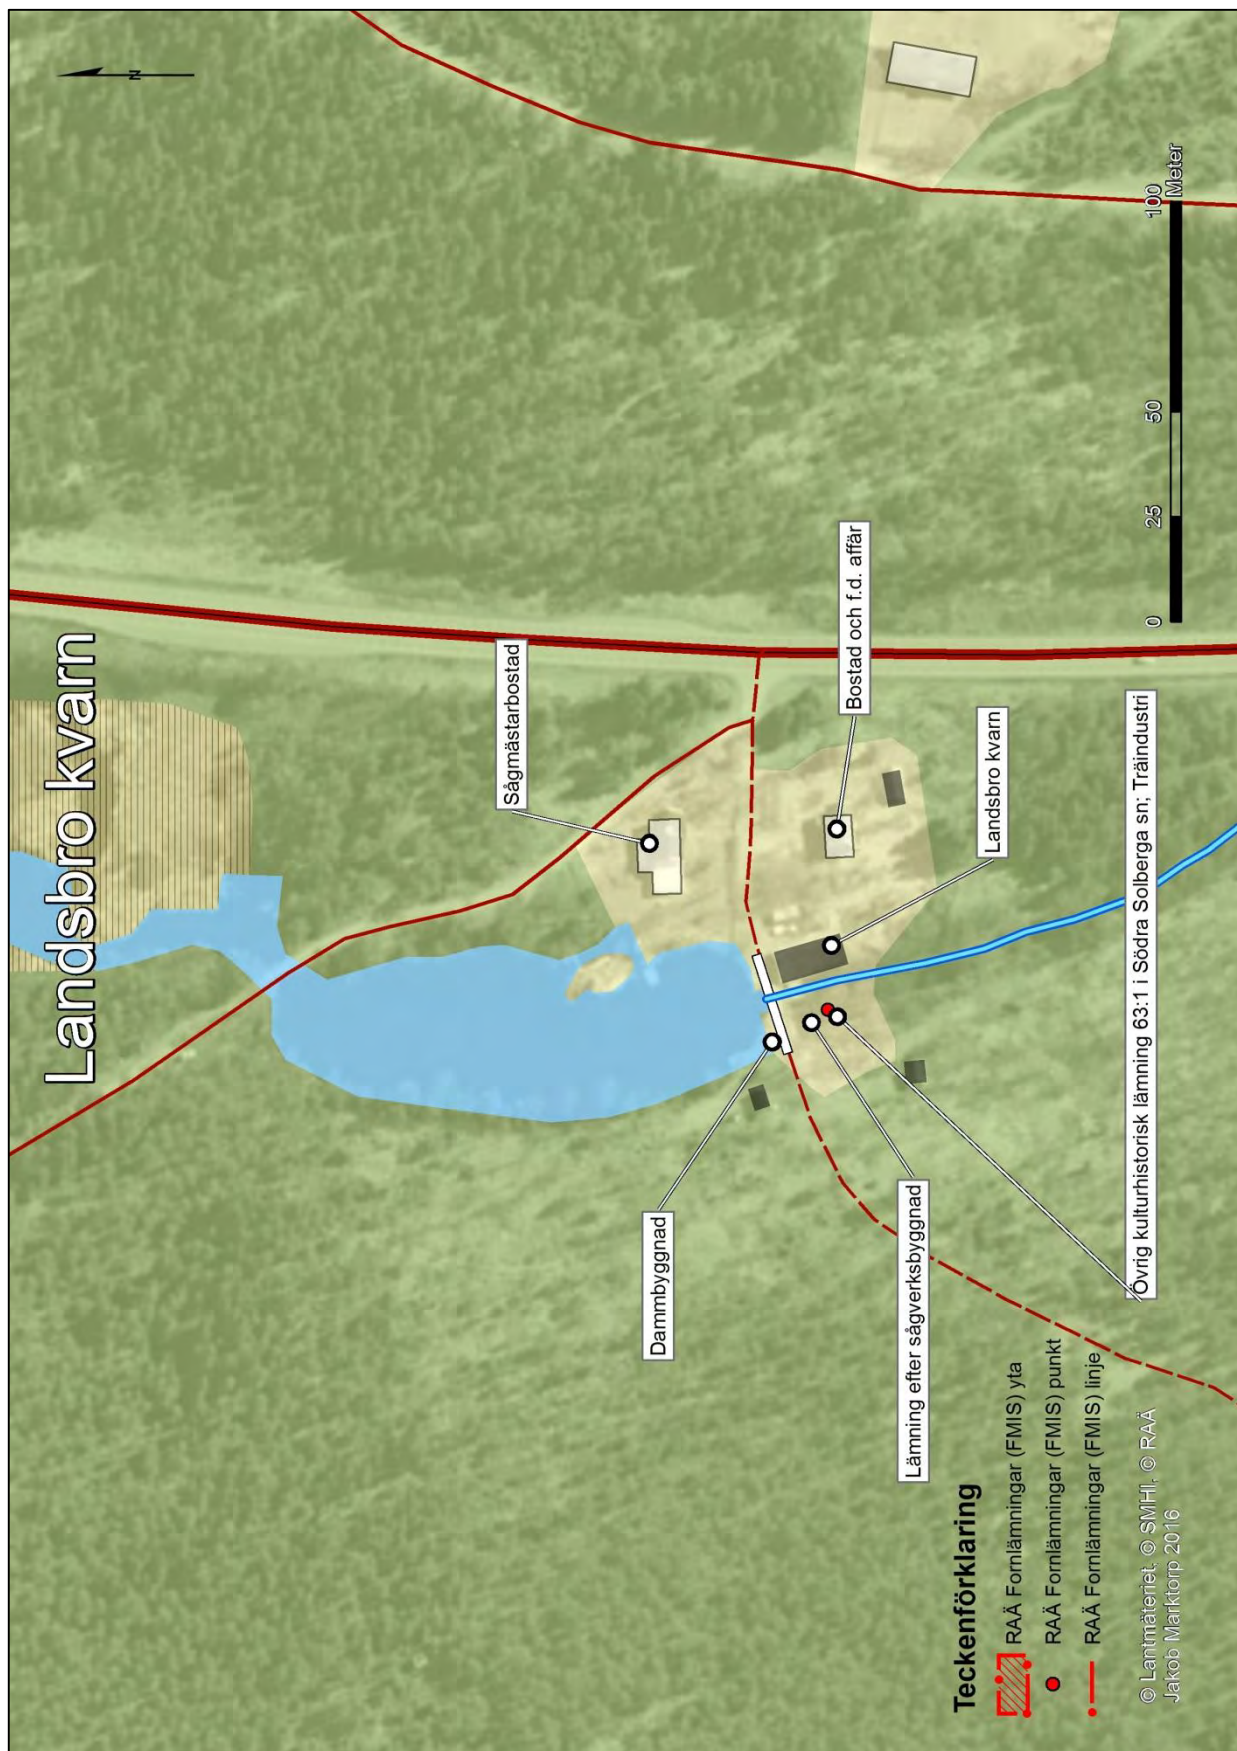 Landsbro kvarn
N
Sågmästarbostad
Dammbyggnad
Bostad och f.d. affär
Lämning efter sågverksbyggnad
Landsbro kvarn
Övrig kulturhistorisk lämning 63:1 i Södra Solberga sn; Träindustri
Teckenförklaring
RAÄ Fornlämningar (FMIS) yta
RAÄ Fornlämningar (FMIS) punkt
RAÄ Fornlämningar (FMIS) linje
© Lantmäteriet, © SMHI, © RAÄ
Jakob Marktorp 2016
0 25 50 100
Meter